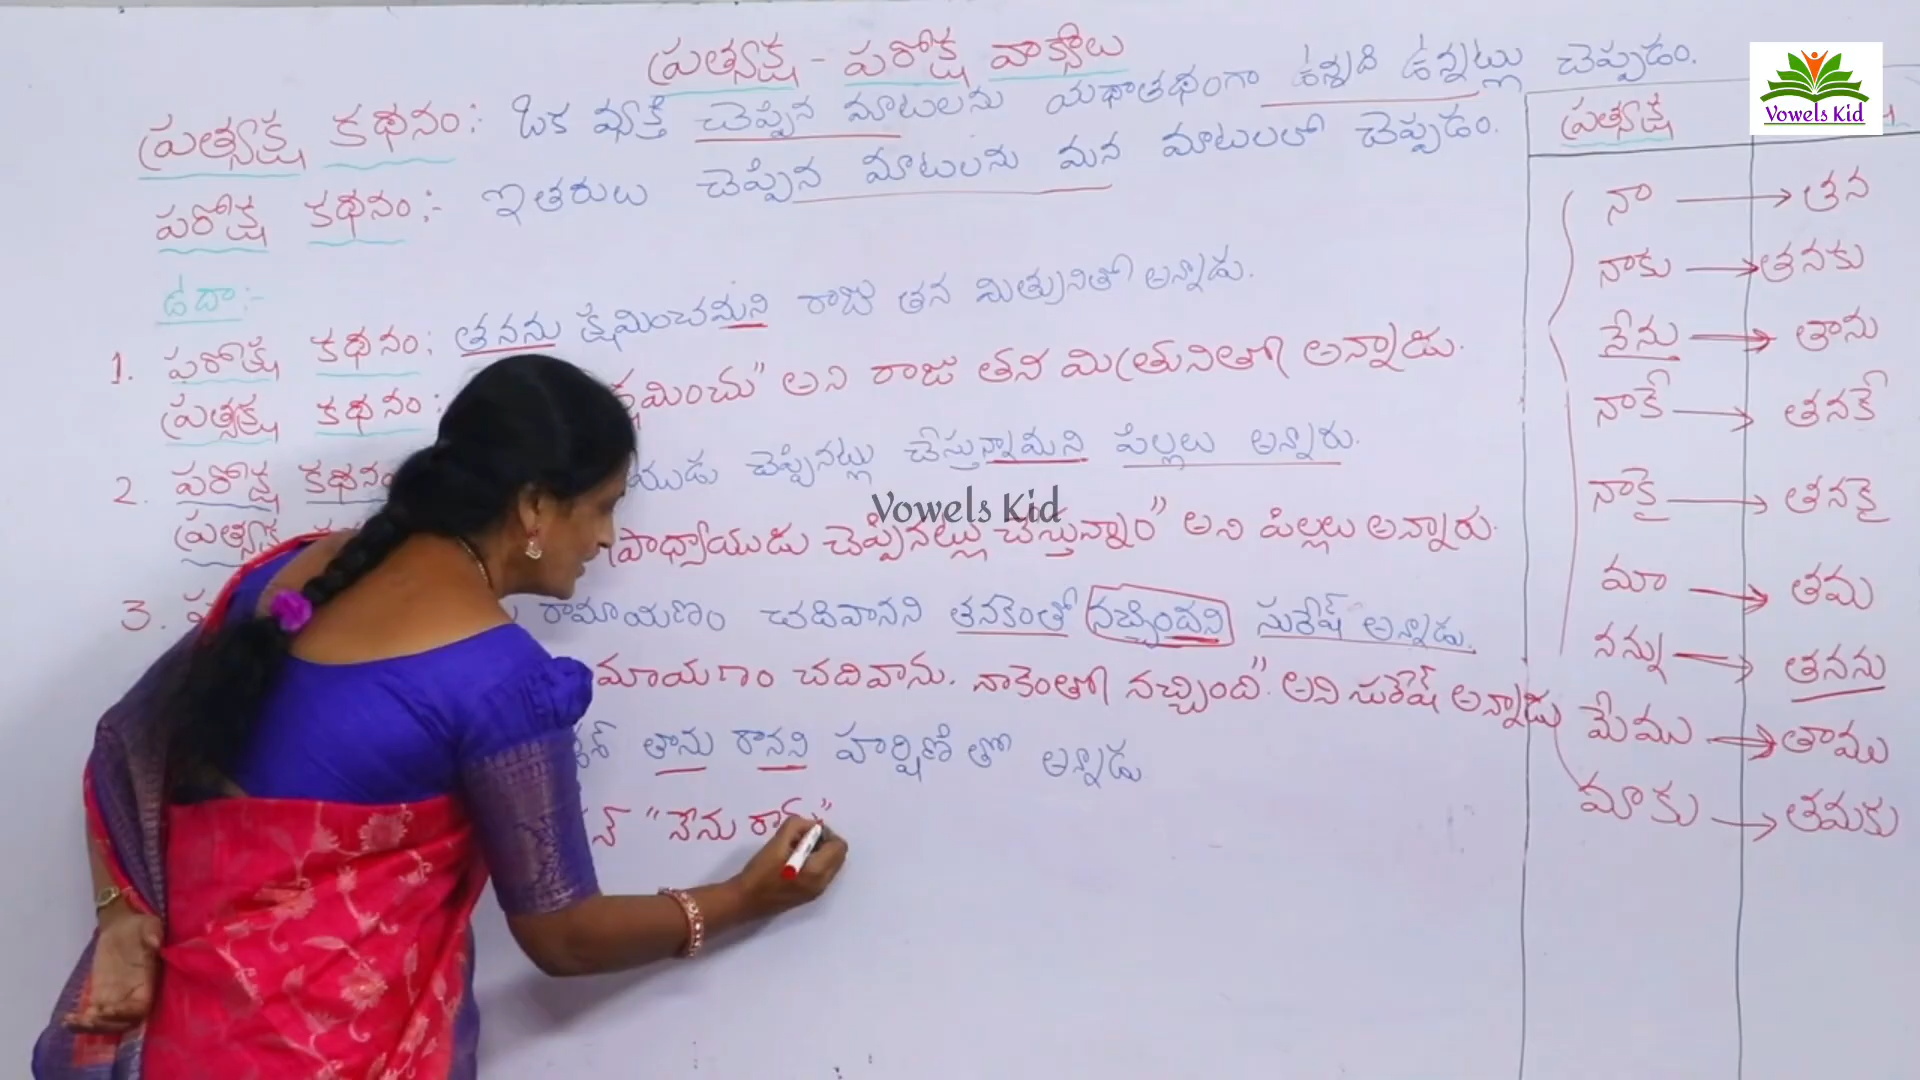 ప్రత్యక్ష - పరోక్ష వాక్యాలు
ప్రత్యక్ష కథనం:- ఒక వ్యక్తి చెప్పిన మాటలను యథాతథంగా ఉన్నది ఉన్నట్లు చెప్పడం.
పరోక్ష కథనం:- ఇతరులు చెప్పిన మాటలను మన మాటలలో చెప్పడం.
ఉదా:-
1. పరోక్ష కథనం: తనను క్షమించమని రాజు తన మిత్రునితో అన్నాడు.
ప్రత్యక్ష కథనం: క్షమించు" అని రాజు తన మిత్రునితో అన్నాడు.
2. పరోక్ష కథనం చెప్పినట్లు చేస్తున్నామని పిల్లలు అన్నారు.
ప్రత్యక్ష చెప్పినట్లు చేస్తున్నాం" అని పిల్లలు అన్నారు.
3. రామాయణం చదివానని తనకెంతో నచ్చిందని సురేష్ అన్నాడు.
మాయణం చదివాను. నాకెంతో నచ్చింది". అని సురేష్ అన్నాడు
తాను రానని హర్షిణి తో అన్నాడు
"నేను రాను"
ప్రత్యక్ష
నా → తన
నాకు → తనకు
నేను → తాను
నాకే → తనకే
నాకై → తనకై
మా → తమ
నన్ను → తనను
మేము → తాము
మాకు → తమకు
Vowels Kid
Vowels Kid